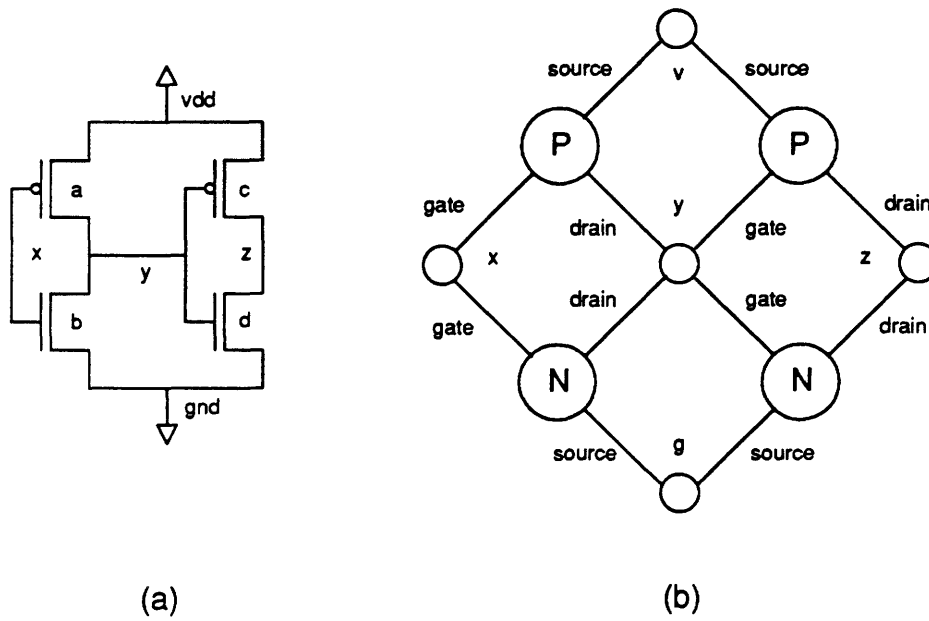 vdd
a
c
x
y
z
b
d
gnd
(a)
source
v
source
P
P
gate
drain
y
gate
drain
x
z
gate
drain
gate
drain
N
N
source
g
source
(b)